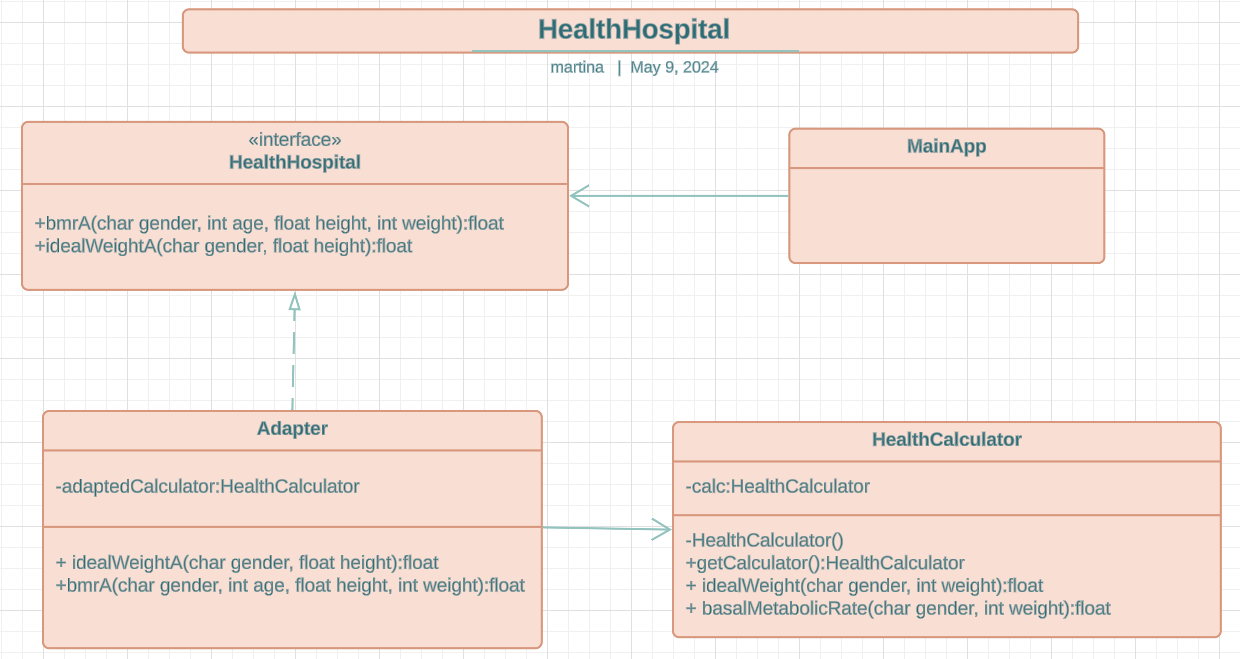 HealthHospital
martina | May 9, 2024
«interface»
HealthHospital
+bmrA(char gender, int age, float height, int weight):float
+idealWeightA(char gender, float height):float
MainApp
Adapter
-adaptedCalculator:HealthCalculator
+ idealWeightA(char gender, float height):float
+bmrA(char gender, int age, float height, int weight):float
HealthCalculator
-calc:HealthCalculator
-HealthCalculator()
+getCalculator():HealthCalculator
+ idealWeight(char gender, int weight):float
+ basalMetabolicRate(char gender, int weight):float